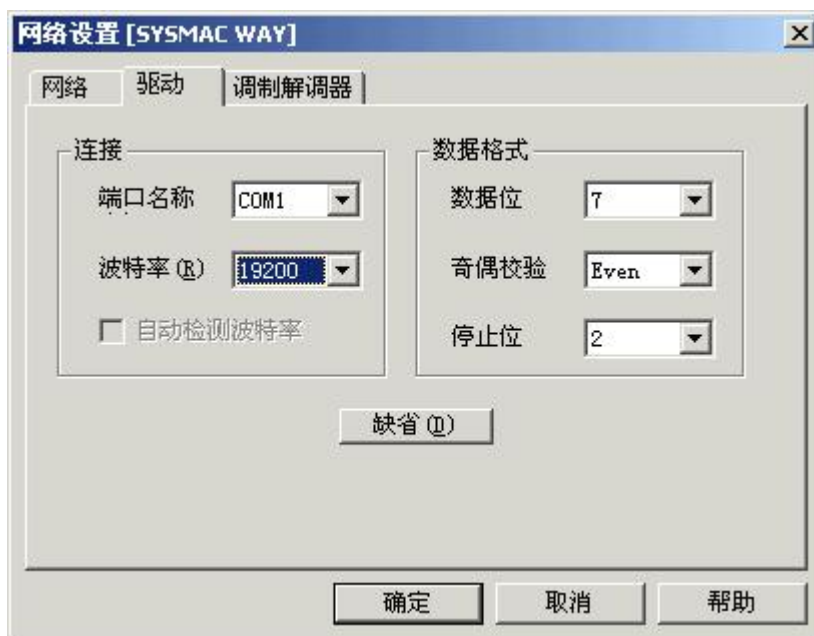 网络设置 [SYSMAC WAY]
网络 驱动 调制解调器
连接
端口名称 COM1
波特率(R) 19200
自动检测波特率
数据格式
数据位 7
奇偶校验 Even
停止位 2
缺省(D)
确定 取消 帮助